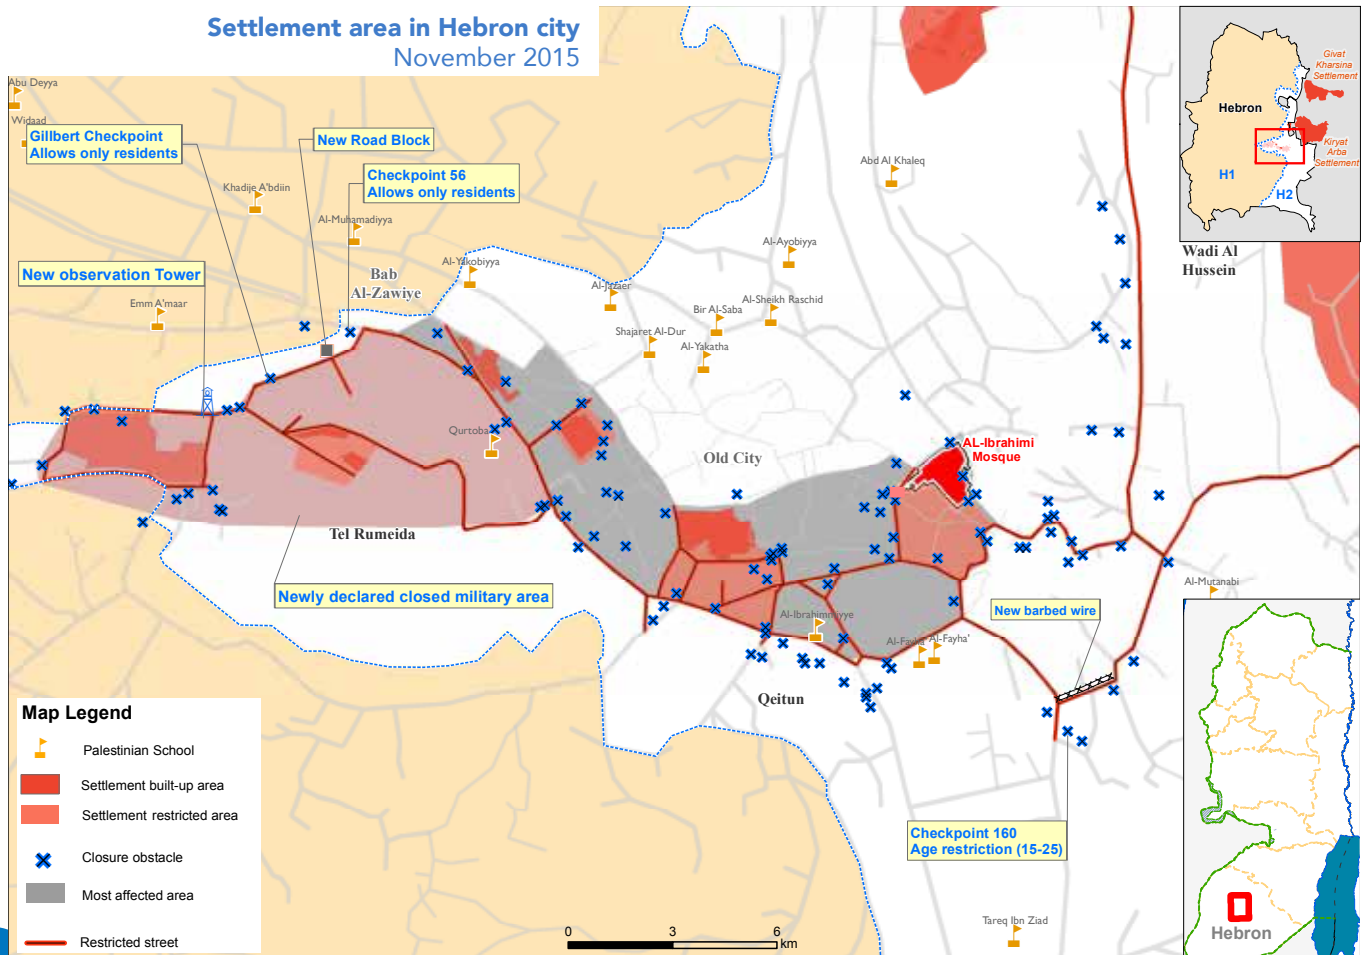 Settlement area in Hebron city
November 2015
Abu Deyya
Widaad
Gillbert Checkpoint
Allows only residents
New Road Block
Checkpoint 56
Allows only residents
Khadije A'bdiin
Al-Muhamadiyya
Abd Al Khaleq
Al-Ayobiyya
New observation Tower
Bab
Al-Zawiye
Al-Yakobiyya
Al-Jazaer
Emm A'maar
Al-Sheikh Raschid
Bir Al-Saba
Shajaret Al-Dur
Al-Yakatha
Qurtoba
Old City
AL-Ibrahimi
Mosque
Tel Rumeida
Newly declared closed military area
Al-Ibrahimmiyye
Al-Fayha'
Al-Fayha'
New barbed wire
Al-Mutanabi
Qeitun
Wadi Al
Hussein
Checkpoint 160
Age restriction (15-25)
Tareq Ibn Ziad
Givat
Kharsina
Settlement
Hebron
Kiryat
Arba
Settlement
H1
H2
Hebron
Map Legend
Palestinian School
Settlement built-up area
Settlement restricted area
Closure obstacle
Most affected area
Restricted street
0 3 6
km